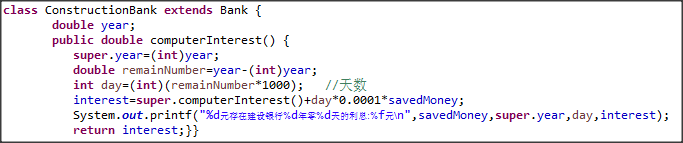 class ConstructionBank extends Bank {
double year;
public double computerInterest() {
super.year=(int)year;
double remainNumber=year-(int)year;
int day=(int)(remainNumber*1000);   //天数
interest=super.computerInterest()+day*0.0001*savedMoney;
System.out.printf("%d元存在建设银行%d年零%d天的利息:%f元\n",savedMoney,super.year,day,interest);
return interest;}}